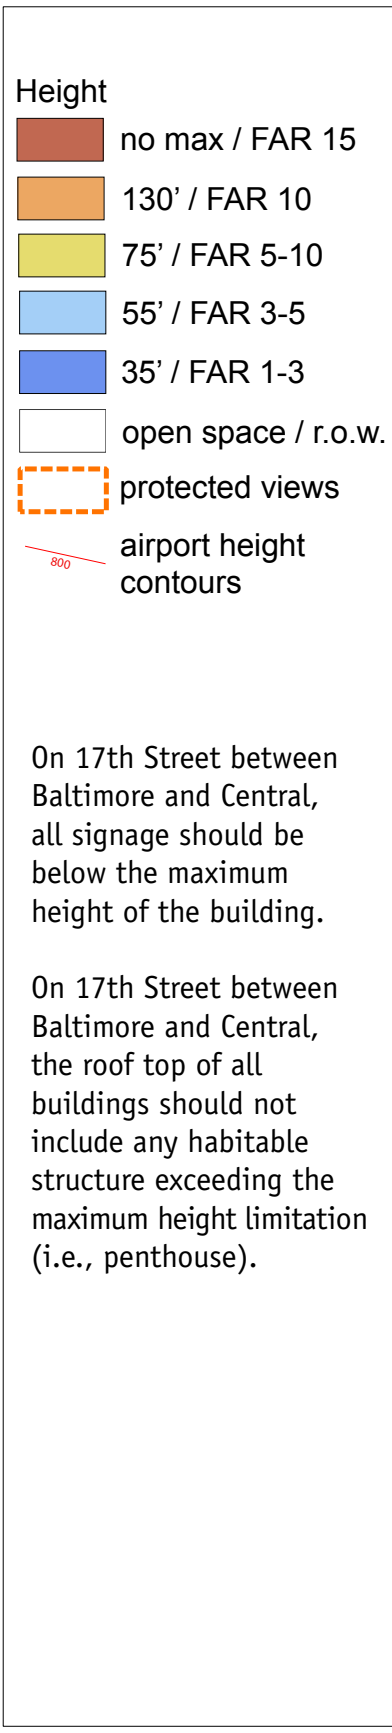 Height
no max / FAR 15
130’ / FAR 10
75’ / FAR 5-10
55’ / FAR 3-5
35’ / FAR 1-3
open space / r.o.w.
protected views
800
airport height
contours
On 17th Street between
Baltimore and Central,
all signage should be
below the maximum
height of the building.
On 17th Street between
Baltimore and Central,
the roof top of all
buildings should not
include any habitable
structure exceeding the
maximum height limitation
(i.e., penthouse).